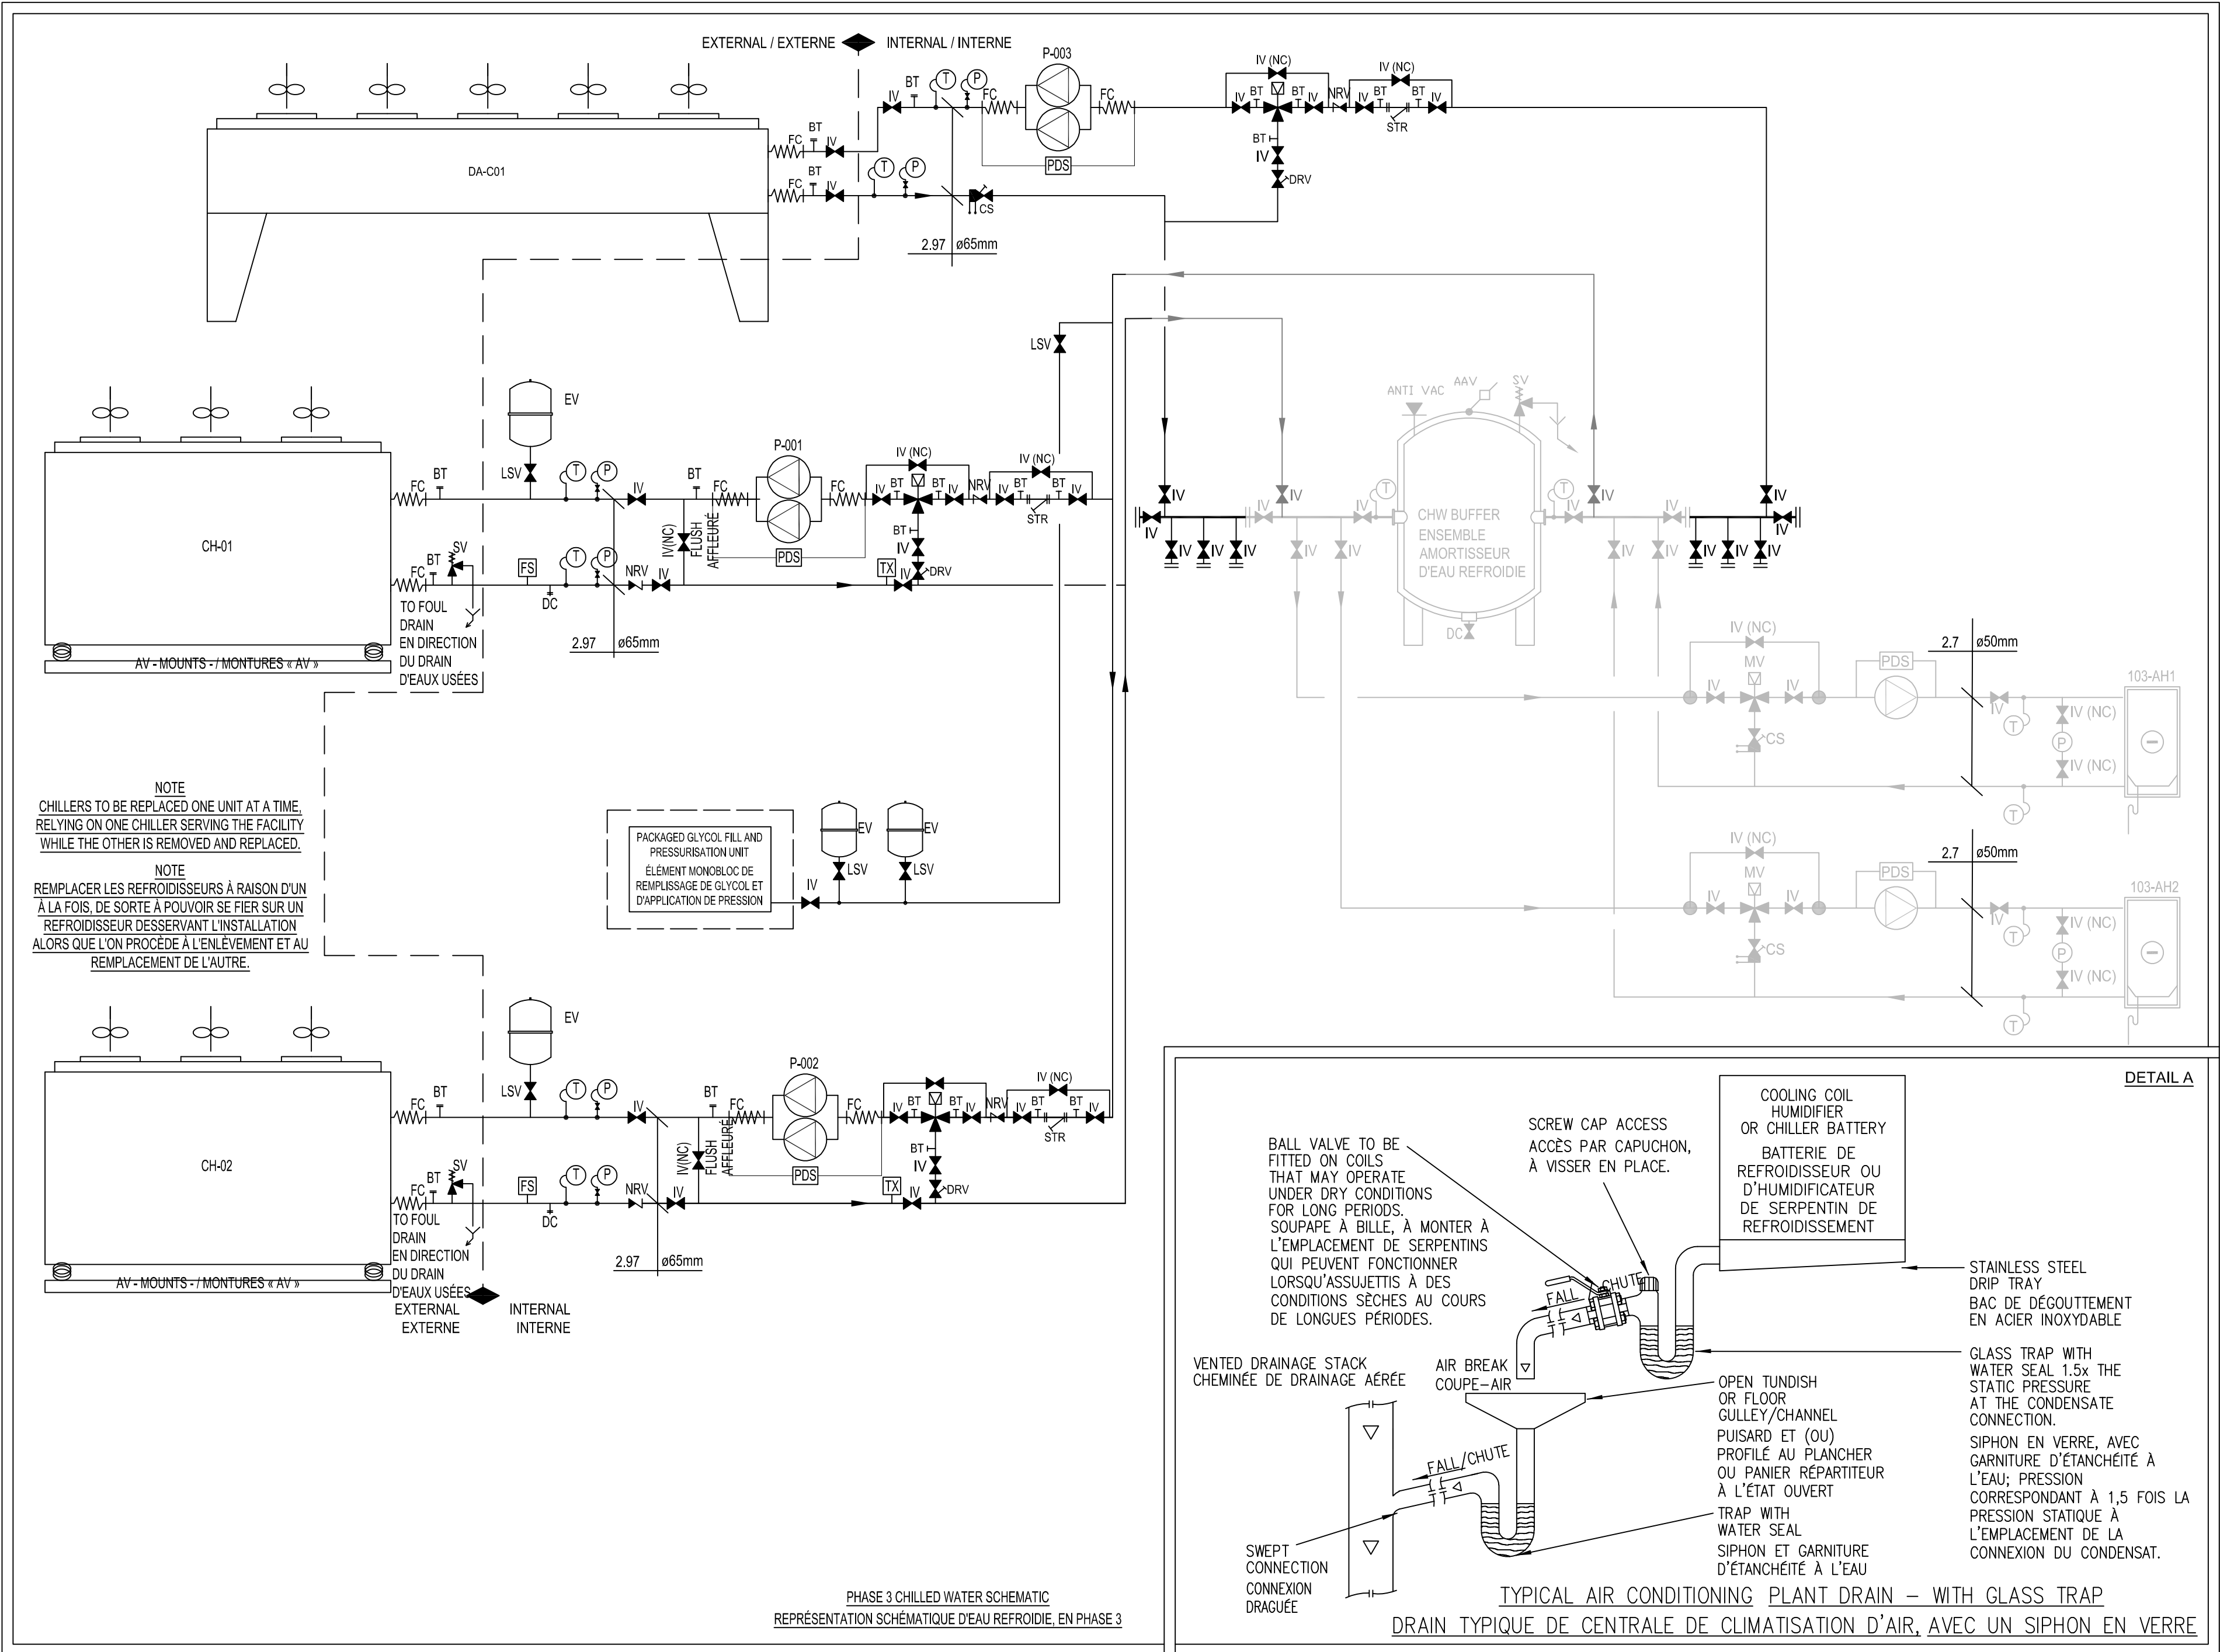 EXTERNAL / EXTERNE
INTERNAL / INTERNE
P-003
IV (NC)
IV (NC)
BT
T
P
FC
FC
IV
IV
BT
BT
IV
NRV
IV
BT
BT
IV
STR
PDS
BT
IV
DRV
DA-C01
FC
BT
IV
T
P
FC
BT
IV
CS
2.97
ø65mm
LSV
EV
LSV
T
P
IV
BT
FC
P-001
FC
IV (NC)
IV
BT
BT
IV
NRV
IV (NC)
IV
BT
BT
IV
STR
FC
BT
CH-01
IV(NC)
FLUSH
AFFLEURÉ
PDS
BT
IV
DRV
TX
IV
FC
BT
SV
FS
DC
T
P
NRV
IV
TO FOUL
DRAIN
EN DIRECTION
DU DRAIN
D'EAUX USÉES
2.97
ø65mm
AV - MOUNTS - / MONTURES « AV »
ANTI VAC
AAV
SV
IV
IV
IV
IV
IV
IV
IV
T
CHW BUFFER
ENSEMBLE
AMORTISSEUR
D'EAU REFROIDIE
T
IV
IV
IV
IV
IV
IV
IV
IV
IV
IV
IV
IV
IV
IV
DC
IV (NC)
MV
IV
IV
PDS
2.7
ø50mm
IV
T
IV (NC)
P
IV (NC)
103-AH1
CS
T
IV (NC)
MV
IV
IV
PDS
2.7
ø50mm
IV
T
IV (NC)
P
IV (NC)
103-AH2
CS
T
NOTE
CHILLERS TO BE REPLACED ONE UNIT AT A TIME,
RELYING ON ONE CHILLER SERVING THE FACILITY
WHILE THE OTHER IS REMOVED AND REPLACED.
NOTE
REMPLACER LES REFROIDISSEURS À RAISON D'UN
À LA FOIS, DE SORTE À POUVOIR SE FIER SUR UN
REFROIDISSEUR DESSERVANT L'INSTALLATION
ALORS QUE L'ON PROCÈDE À L'ENLÈVEMENT ET AU
REMPLACEMENT DE L'AUTRE.
PACKAGED GLYCOL FILL AND
PRESSURISATION UNIT
ÉLÉMENT MONOBLOC DE
REMPLISSAGE DE GLYCOL ET
D'APPLICATION DE PRESSION
IV
EV
LSV
EV
LSV
EV
LSV
T
P
IV
BT
FC
P-002
FC
IV
BT
BT
IV
NRV
IV (NC)
IV
BT
BT
IV
STR
FC
BT
CH-02
IV(NC)
FLUSH
AFFLEURÉ
PDS
BT
IV
DRV
TX
IV
FC
BT
SV
FS
DC
T
P
NRV
IV
TO FOUL
DRAIN
EN DIRECTION
DU DRAIN
D'EAUX USÉES
2.97
ø65mm
AV - MOUNTS - / MONTURES « AV »
EXTERNAL
EXTERNE
INTERNAL
INTERNE
PHASE 3 CHILLED WATER SCHEMATIC
REPRÉSENTATION SCHÉMATIQUE D'EAU REFROIDIE, EN PHASE 3
DETAIL A
COOLING COIL
HUMIDIFIER
OR CHILLER BATTERY
BATTERIE DE
REFROIDISSEUR OU
D'HUMIDIFICATEUR
DE SERPENTIN DE
REFROIDISSEMENT
SCREW CAP ACCESS
ACCÈS PAR CAPUCHON,
À VISSER EN PLACE.
BALL VALVE TO BE
FITTED ON COILS
THAT MAY OPERATE
UNDER DRY CONDITIONS
FOR LONG PERIODS.
SOUPAPE À BILLE, À MONTER À
L'EMPLACEMENT DE SERPENTINS
QUI PEUVENT FONCTIONNER
LORSQU'ASSUJETTIS À DES
CONDITIONS SÈCHES AU COURS
DE LONGUES PÉRIODES.
FALL
CHUTE
STAINLESS STEEL
DRIP TRAY
BAC DE DÉGOUTTEMENT
EN ACIER INOXYDABLE
GLASS TRAP WITH
WATER SEAL 1.5x THE
STATIC PRESSURE
AT THE CONDENSATE
CONNECTION.
SIPHON EN VERRE, AVEC
GARNITURE D'ÉTANCHÉITÉ À
L'EAU; PRESSION
CORRESPONDANT À 1,5 FOIS LA
PRESSION STATIQUE À
L'EMPLACEMENT DE LA
CONNEXION DU CONDENSAT.
VENTED DRAINAGE STACK
CHEMINÉE DE DRAINAGE AÉRÉE
AIR BREAK
COUPE-AIR
OPEN TUNDISH
OR FLOOR
GULLEY/CHANNEL
PUISARD ET (OU)
PROFILÉ AU PLANCHER
OU PANIER RÉPARTITEUR
À L'ÉTAT OUVERT
FALL/CHUTE
TRAP WITH
WATER SEAL
SIPHON ET GARNITURE
D'ÉTANCHÉITÉ À L'EAU
SWEPT
CONNECTION
CONNEXION
DRAGUÉE
TYPICAL AIR CONDITIONING PLANT DRAIN – WITH GLASS TRAP
DRAIN TYPIQUE DE CENTRALE DE CLIMATISATION D'AIR, AVEC UN SIPHON EN VERRE